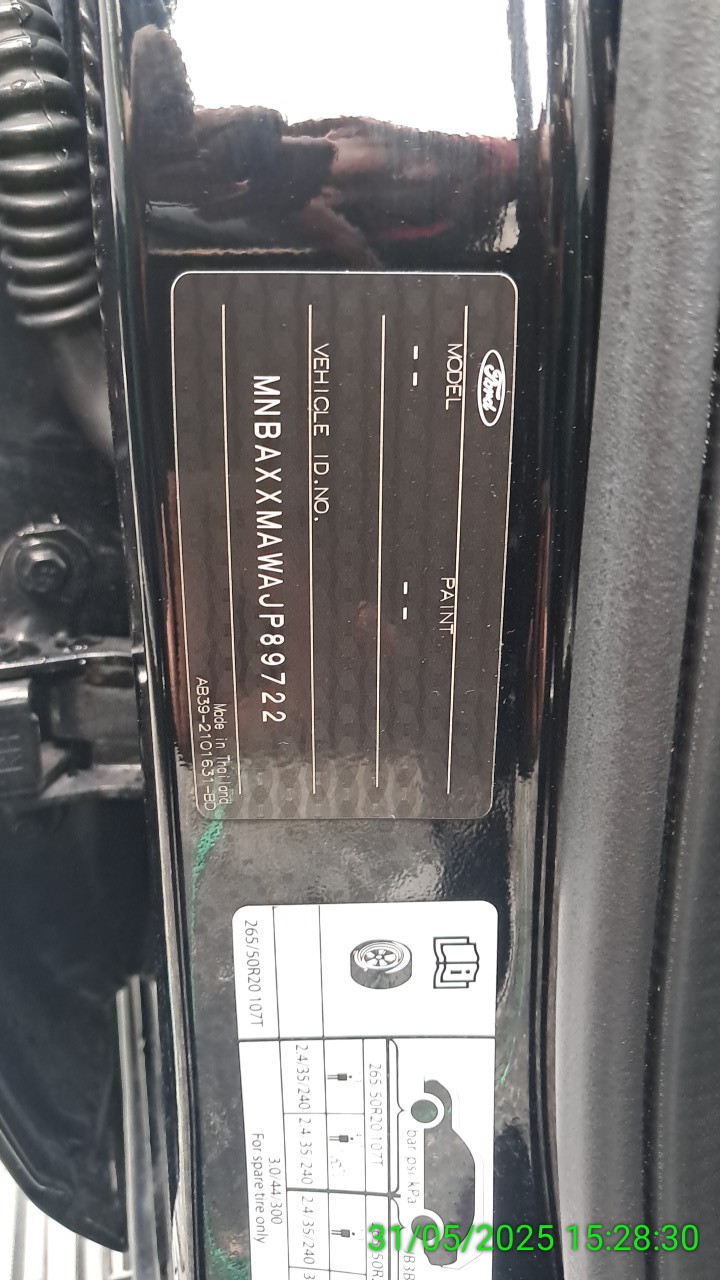 Ford
MODEL PAINT
-- --
VEHICLE ID.NO.
MNBAXXMAWAJP89722
Made in Thailand
AB39-2101631-BD
bar psi kPa
265 50R20 107T
2.4/35/240 2.4 35 240 2.4/35/240
265/50R20 107T
3.0/44/300
For spare tire only
31/05/2025 15:28:30